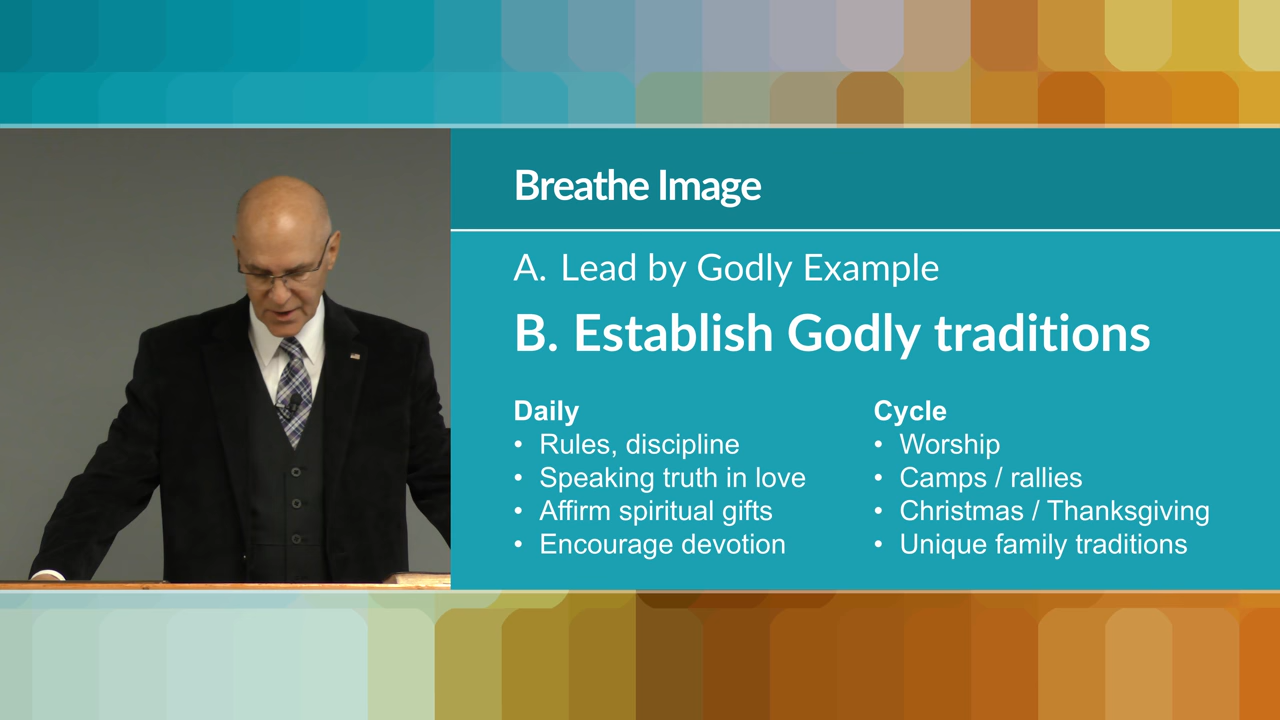 Breathe Image
A. Lead by Godly Example
B. Establish Godly traditions
Daily
• Rules, discipline
• Speaking truth in love
• Affirm spiritual gifts
• Encourage devotion
Cycle
• Worship
• Camps / rallies
• Christmas / Thanksgiving
• Unique family traditions